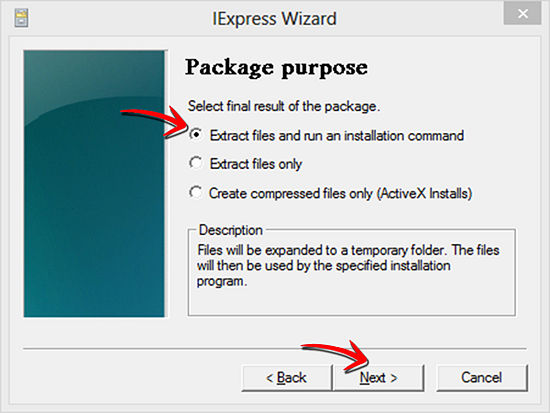 IExpress Wizard
Package purpose
Select final result of the package.
Extract files and run an installation command
Extract files only
Create compressed files only (ActiveX Installs)
Description
Files will be expanded to a temporary folder. The files
will then be used by the specified installation
program.
< Back
Next >
Cancel